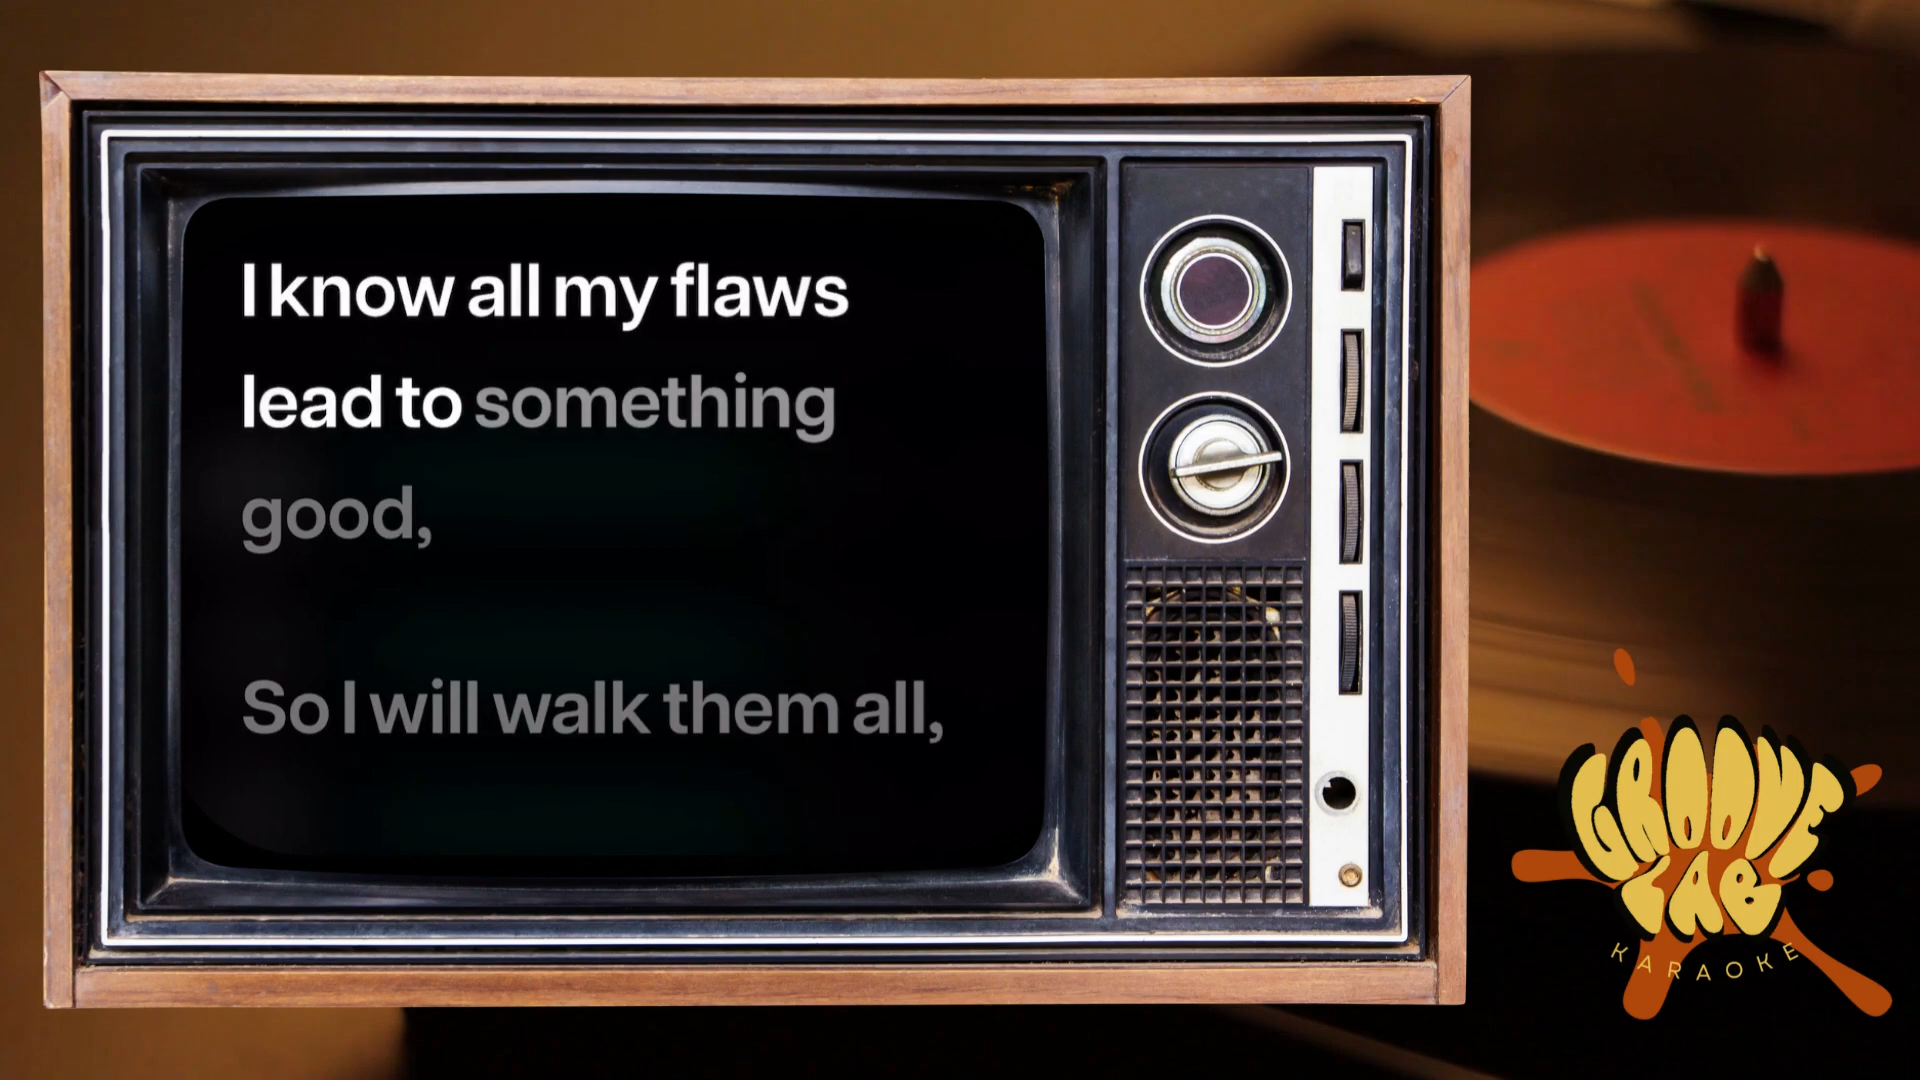 I know all my flaws
lead to something
good,
So I will walk them all,
GROOVE
LAB
KARAOKE